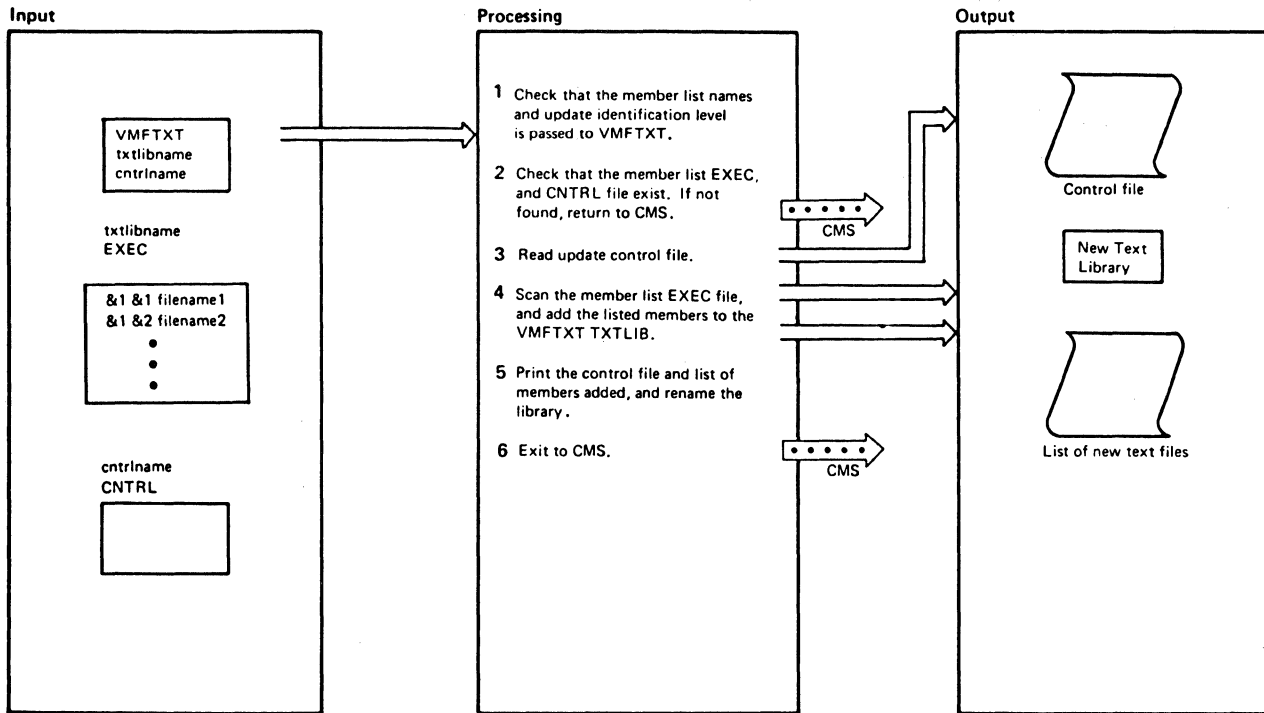 Input
VMFTXT
txtlibname
cntrlname
txtlibname
EXEC
&1 &1 filename1
&1 &2 filename2
cntrlname
CNTRL
Processing
1 Check that the member list names
and update identification level
is passed to VMFTXT.
2 Check that the member list EXEC,
and CNTRL file exist. If not
found, return to CMS.
CMS
3 Read update control file.
4 Scan the member list EXEC file,
and add the listed members to the
VMFTXT TXTLIB.
5 Print the control file and list of
members added, and rename the
library.
6 Exit to CMS.
CMS
Output
Control file
New Text
Library
List of new text files